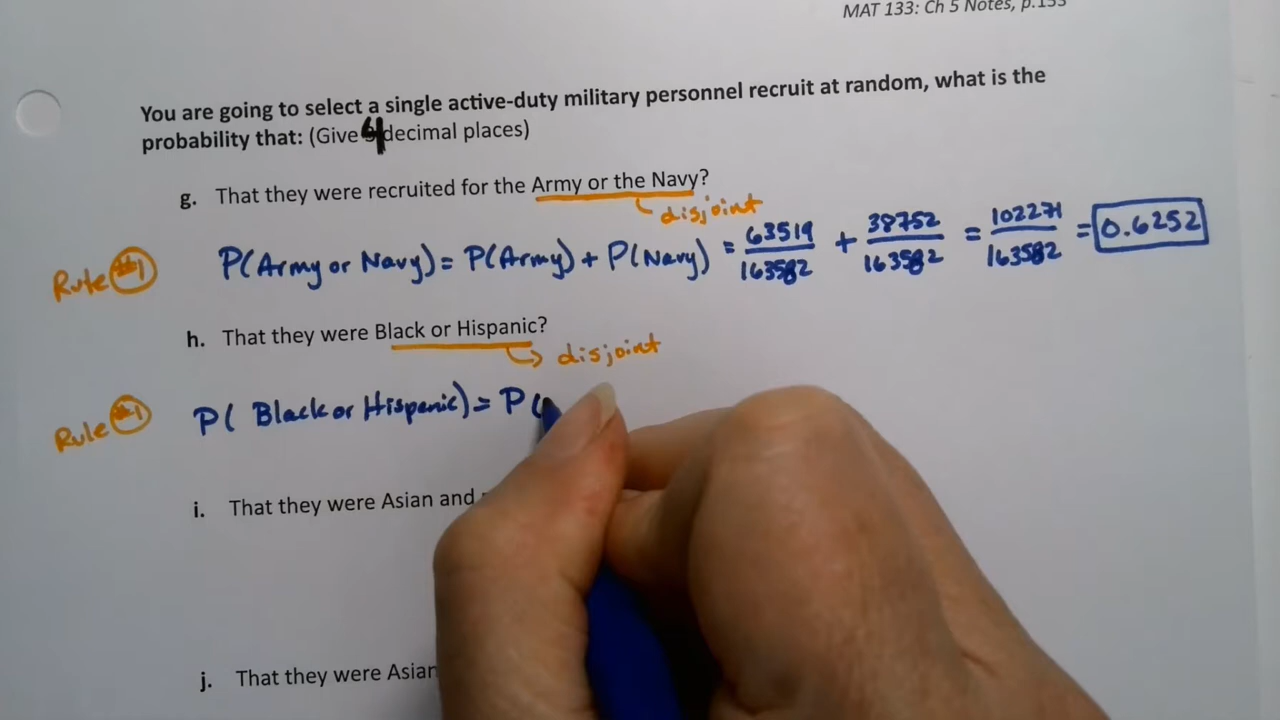 MAT 133: Ch 5 Notes, p.153
You are going to select a single active-duty military personnel recruit at random, what is the
probability that: (Give 4 decimal places)
g. That they were recruited for the Army or the Navy?
disjoint
Rule #1 P(Army or Navy) = P(Army) + P(Navy) = 63519/163582 + 38752/163582 = 102271/163582 = 0.6252
h. That they were Black or Hispanic?
disjoint
Rule #1 P( Black or Hispanic) = P(
i. That they were Asian and
j. That they were Asian